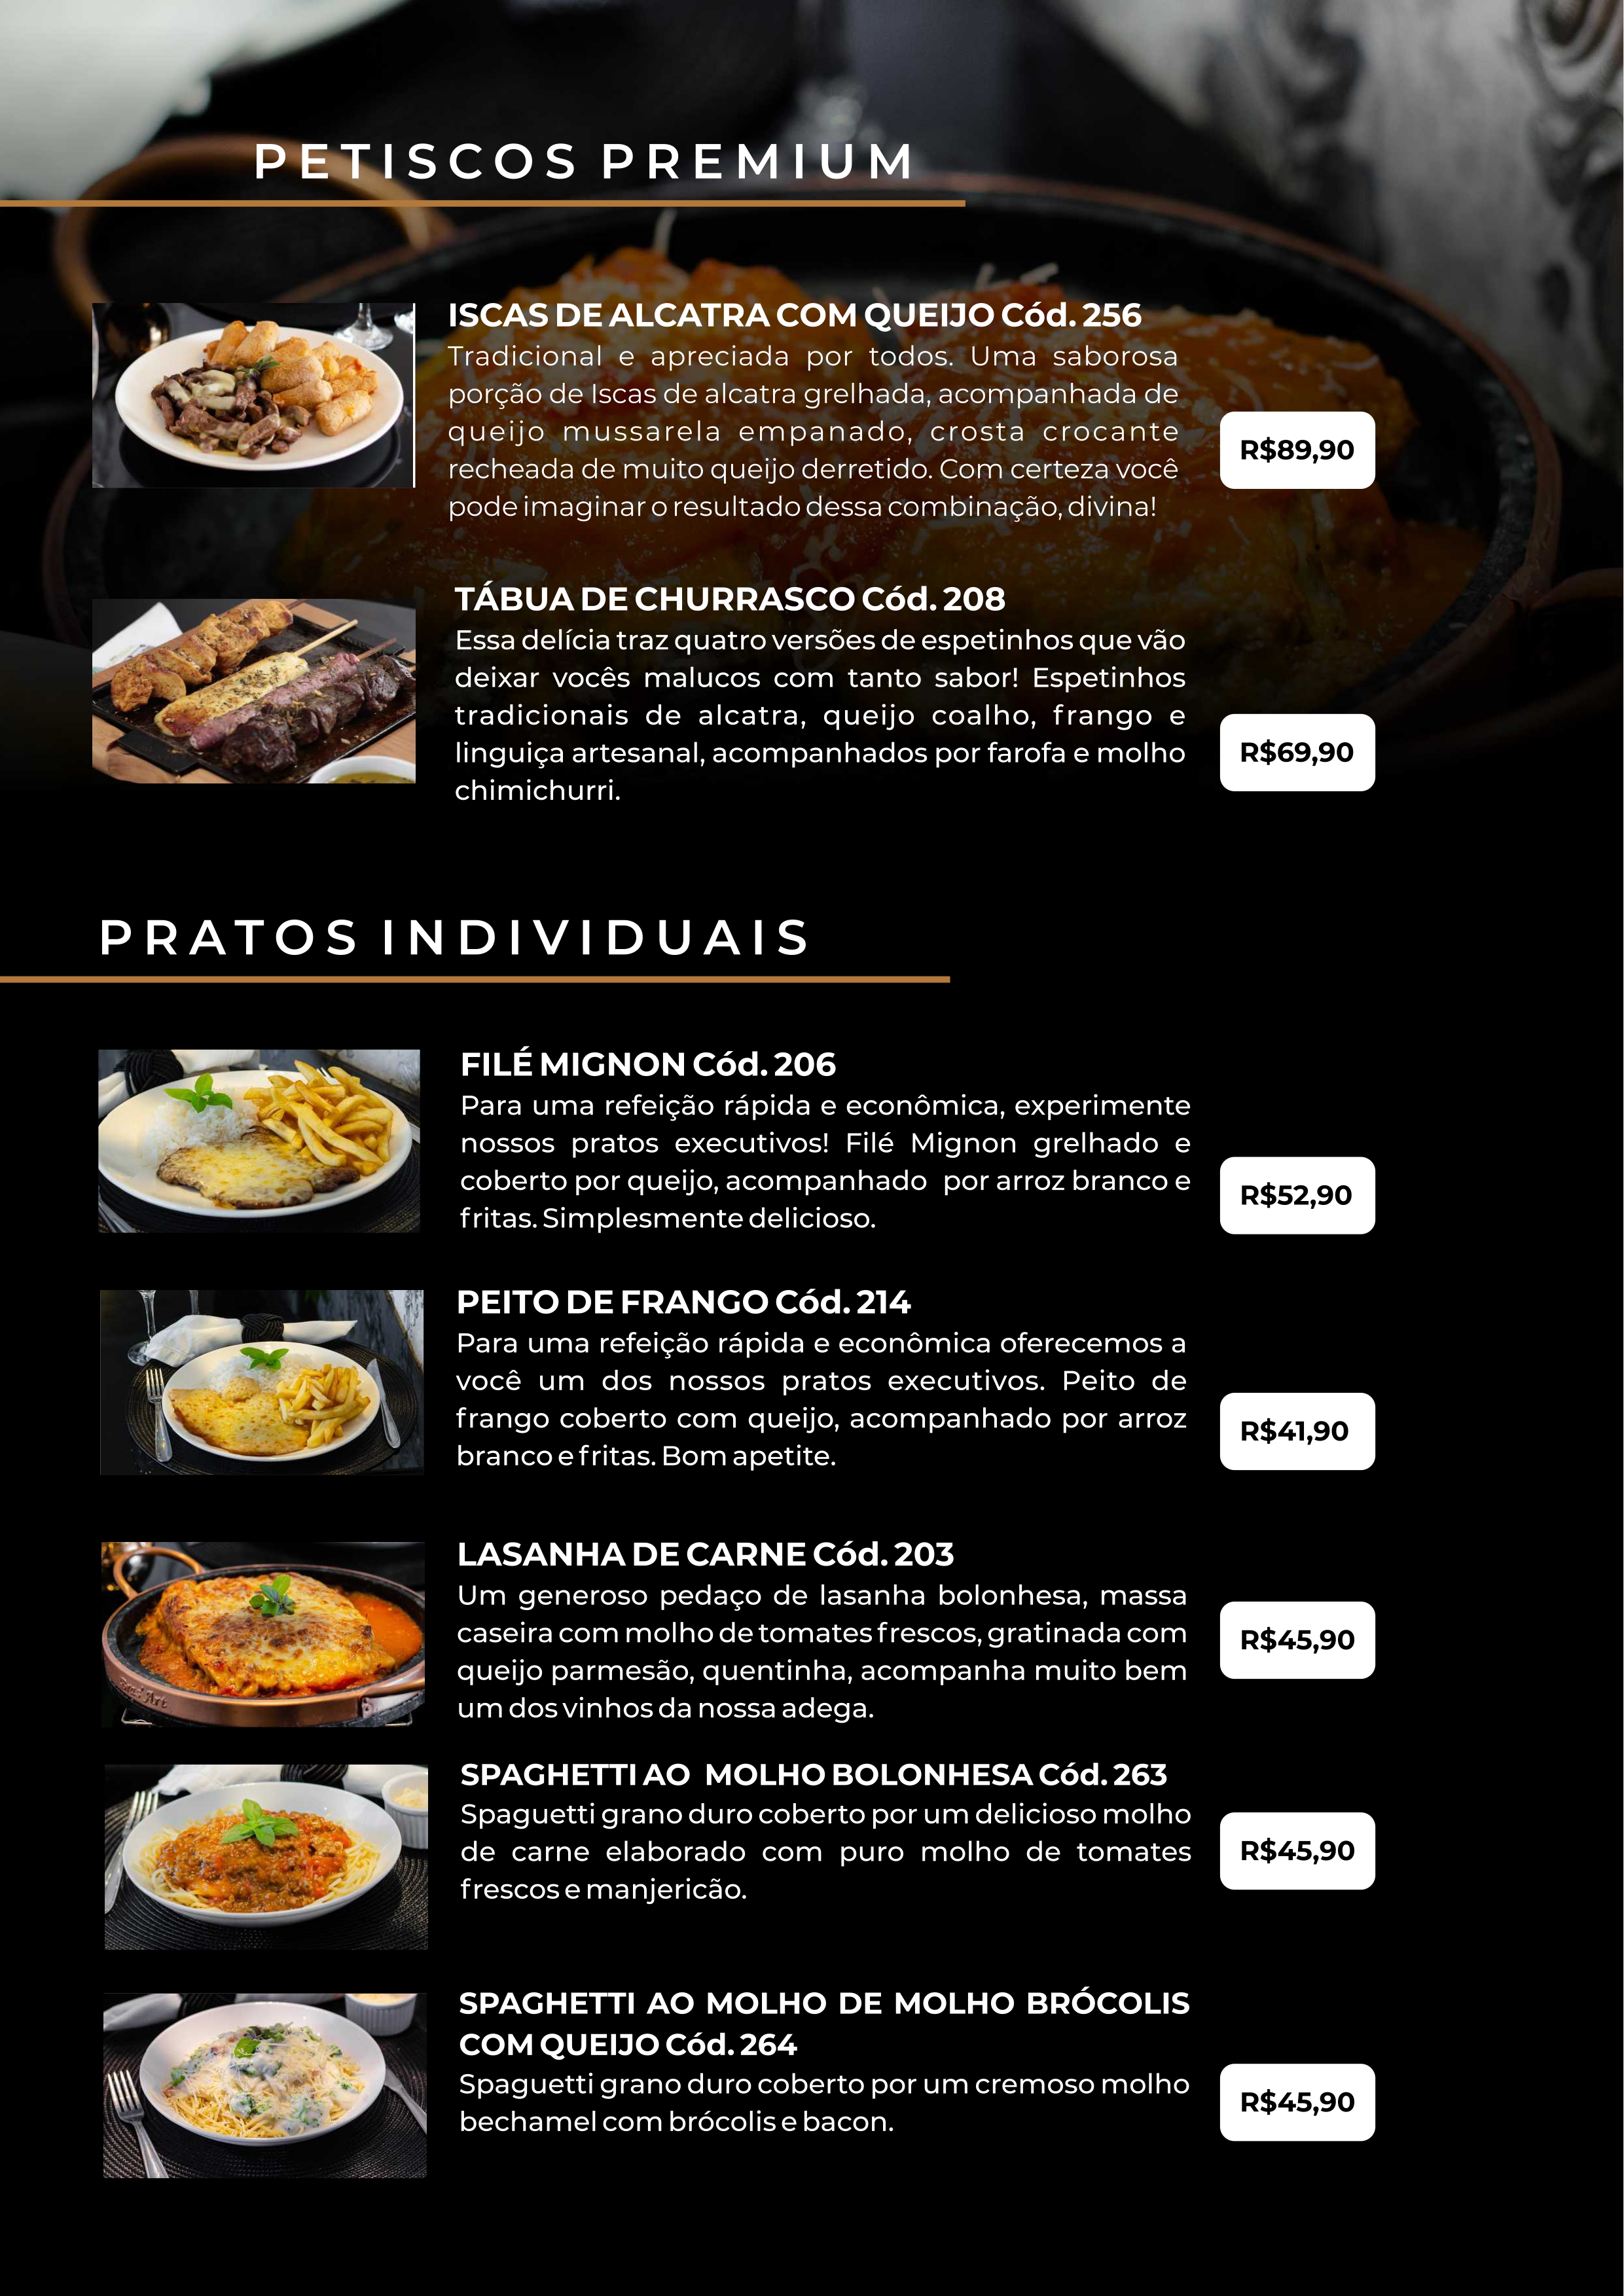 PETISCOS PREMIUM
ISCAS DE ALCATRA COM QUEIJO Cód. 256
Tradicional e apreciada por todos. Uma saborosa
porção de Iscas de alcatra grelhada, acompanhada de
queijo mussarela empanado, crosta crocante
recheada de muito queijo derretido. Com certeza você
pode imaginar o resultado dessa combinação, divina!
R$89,90
TÁBUA DE CHURRASCO Cód. 208
Essa delícia traz quatro versões de espetinhos que vão
deixar vocês malucos com tanto sabor! Espetinhos
tradicionais de alcatra, queijo coalho, frango e
linguiça artesanal, acompanhados por farofa e molho
chimichurri.
R$69,90
PRATOS INDIVIDUAIS
FILÉ MIGNON Cód. 206
Para uma refeição rápida e econômica, experimente
nossos pratos executivos! Filé Mignon grelhado e
coberto por queijo, acompanhado por arroz branco e
fritas. Simplesmente delicioso.
R$52,90
PEITO DE FRANGO Cód. 214
Para uma refeição rápida e econômica oferecemos a
você um dos nossos pratos executivos. Peito de
frango coberto com queijo, acompanhado por arroz
branco e fritas. Bom apetite.
R$41,90
LASANHA DE CARNE Cód. 203
Um generoso pedaço de lasanha bolonhesa, massa
caseira com molho de tomates frescos, gratinada com
queijo parmesão, quentinha, acompanha muito bem
um dos vinhos da nossa adega.
R$45,90
SPAGHETTI AO MOLHO BOLONHESA Cód. 263
Spaguetti grano duro coberto por um delicioso molho
de carne elaborado com puro molho de tomates
frescos e manjericão.
R$45,90
SPAGHETTI AO MOLHO DE MOLHO BRÓCOLIS
COM QUEIJO Cód. 264
Spaguetti grano duro coberto por um cremoso molho
bechamel com brócolis e bacon.
R$45,90